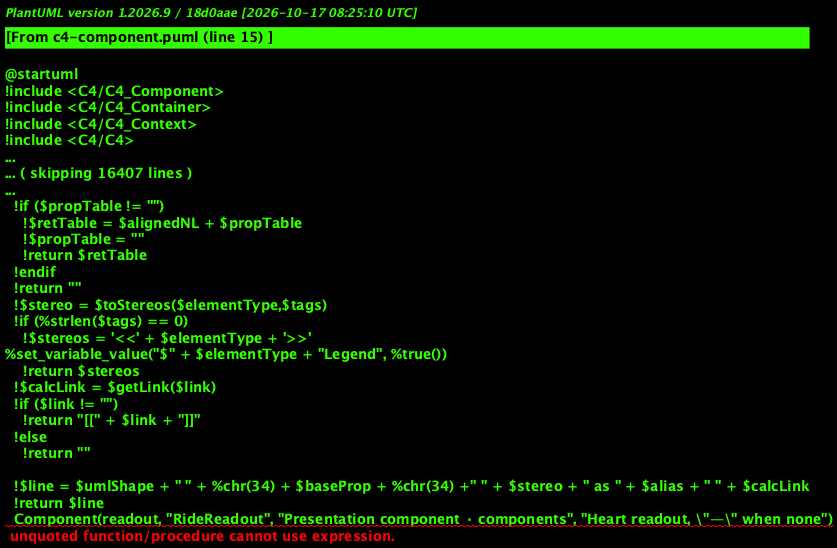 PlantUML version 1.2026.9 / 18d0aae [2026-10-17 08:25:10 UTC]
[From c4-component.puml (line 15) ]
@startuml
!include <C4/C4_Component>
!include <C4/C4_Container>
!include <C4/C4_Context>
!include <C4/C4>
...
... ( skipping 16407 lines )
...
!if ($propTable != "")
!$retTable = $alignedNL + $propTable
!$propTable = ""
!return $retTable
!endif
!return ""
!$stereo = $toStereos($elementType,$tags)
!if (%strlen($tags) == 0)
!$stereos = '<<' + $elementType + '>>'
%set_variable_value("$" + $elementType + "Legend", %true())
!return $stereos
!$calcLink = $getLink($link)
!if ($link != "")
!return "[[" + $link + "]]"
!else
!return ""
!$line = $umlShape + " " + %chr(34) + $baseProp + %chr(34) +" " + $stereo + " as " + $alias + " " + $calcLink
!return $line
Component(readout, "RideReadout", "Presentation component · components", "Heart readout, \"—\" when none")
unquoted function/procedure cannot use expression.